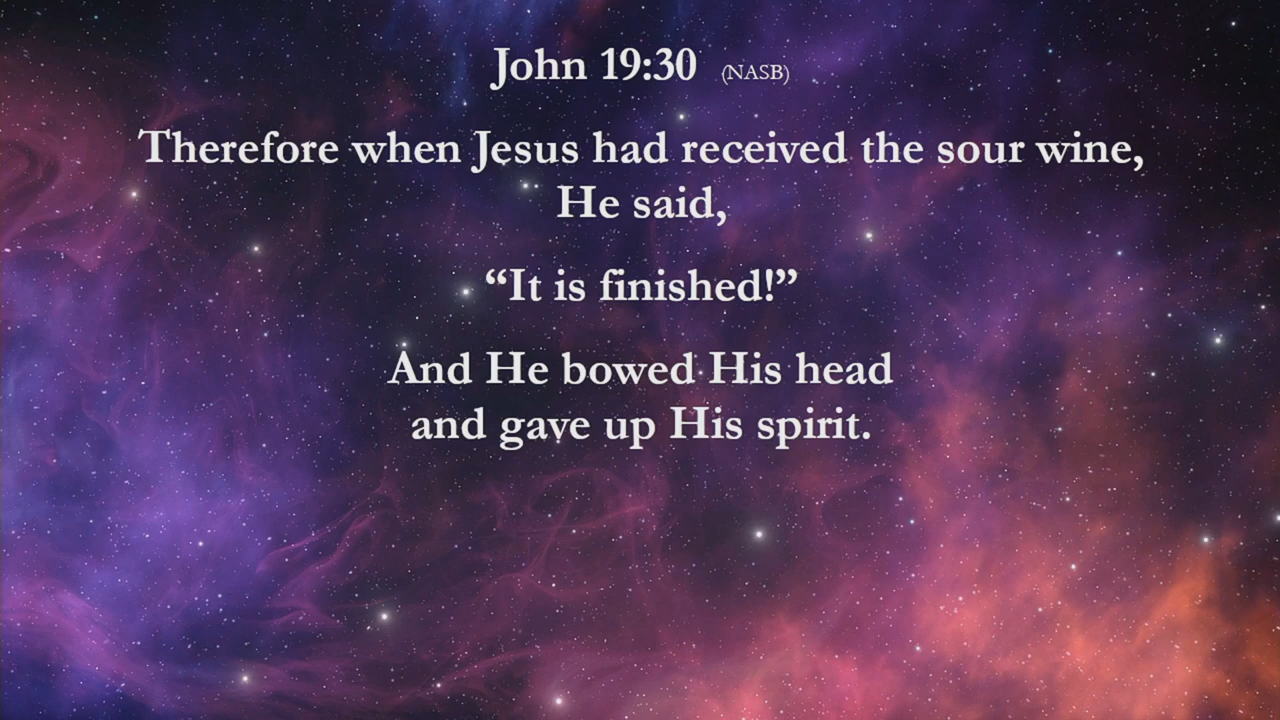 John 19:30 (NASB)
Therefore when Jesus had received the sour wine,
He said,
“It is finished!”
And He bowed His head
and gave up His spirit.